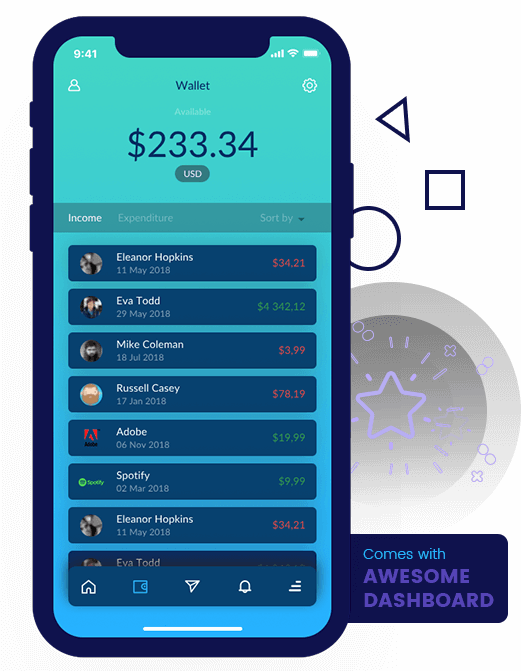 09:41
Wallet
Available
$233.34
USD
Income Expenditure Sort by
Eleanor Hopkins
11 May 2018
$34,21
Eva Todd
29 May 2018
$4 342,12
Mike Coleman
18 Jul 2018
$3,99
Russell Casey
17 Jan 2018
$78,19
Adobe
06 Nov 2018
$19,99
Spotify
Spotify
02 Mar 2018
$9,99
Eleanor Hopkins
11 May 2018
$34,21
Eva Todd
Comes with
AWESOME
DASHBOARD